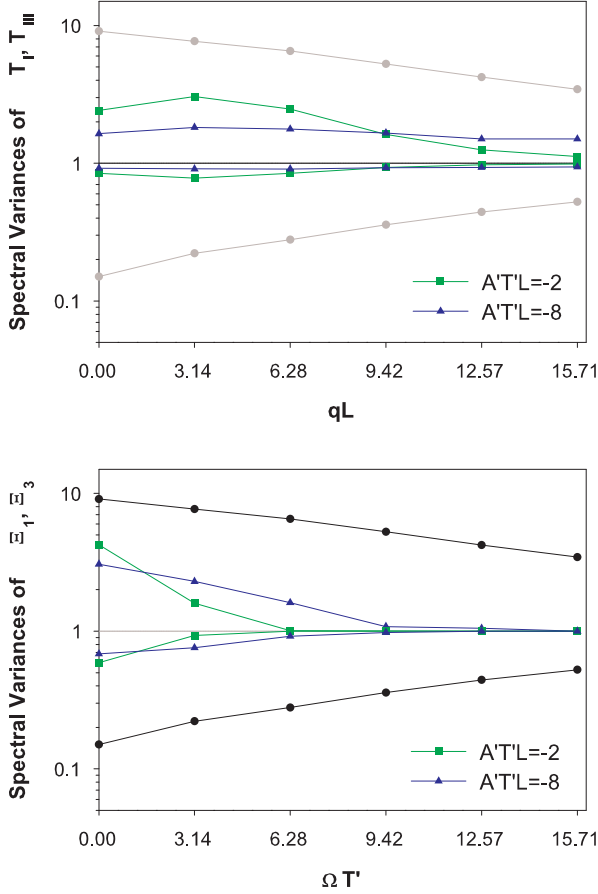 Spectral Variances of T_I, T_III
10
1
0.1
A'T'L=-2
A'T'L=-8
0.00 3.14 6.28 9.42 12.57 15.71
qL
Spectral Variances of Ξ_1, Ξ_3
10
1
0.1
A'T'L=-2
A'T'L=-8
0.00 3.14 6.28 9.42 12.57 15.71
Ω T'